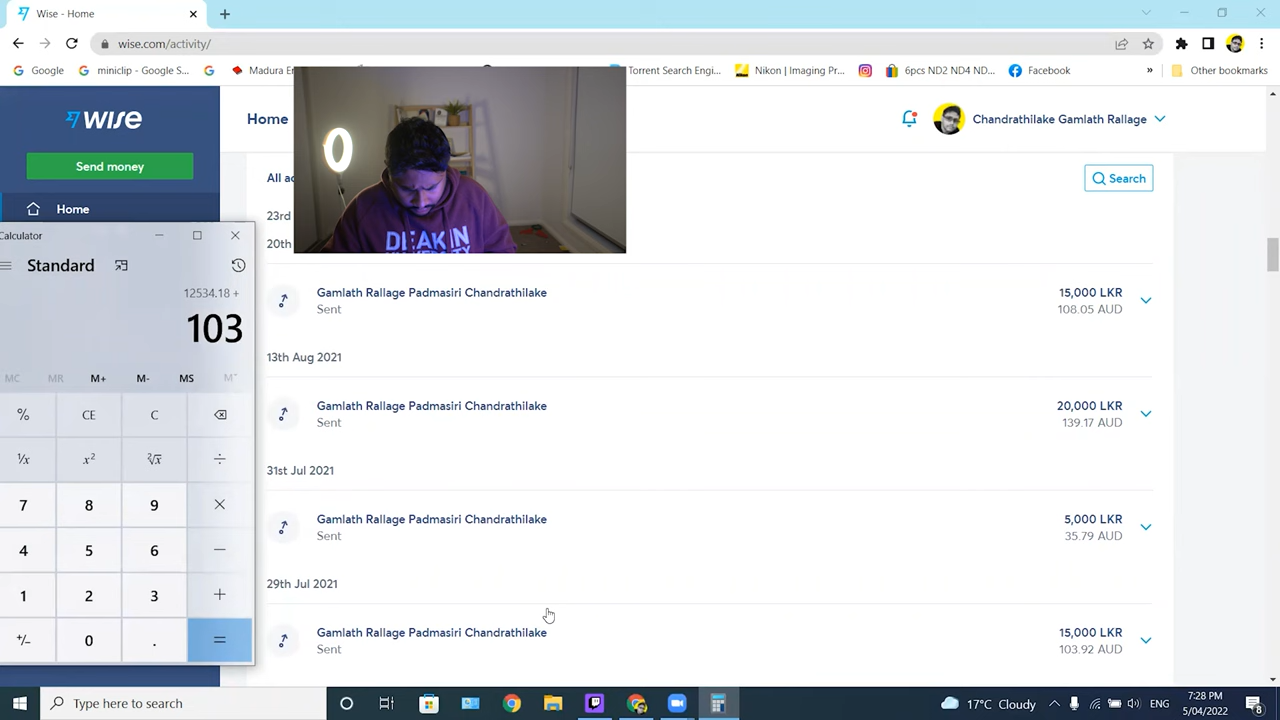 Wise - Home
wise.com/activity/
Google
miniclip - Google S...
Madura En
Torrent Search Engi...
Nikon | Imaging Pr...
6pcs ND2 ND4 ND...
Facebook
»
Other bookmarks
wise
Home
Chandrathilake Gamlath Rallage
Send money
Home
All ac
Search
23rd
20th
Calculator
Standard
12534.18 +
103
MC MR M+ M- MS M˅
% CE C
¹/x x² ²√x ÷
7 8 9 ×
4 5 6 −
1 2 3 +
+/− 0 . =
Gamlath Rallage Padmasiri Chandrathilake
15,000 LKR
Sent
108.05 AUD
13th Aug 2021
Gamlath Rallage Padmasiri Chandrathilake
20,000 LKR
Sent
139.17 AUD
31st Jul 2021
Gamlath Rallage Padmasiri Chandrathilake
5,000 LKR
Sent
35.79 AUD
29th Jul 2021
Gamlath Rallage Padmasiri Chandrathilake
15,000 LKR
Sent
103.92 AUD
DEAKIN
UNIVERSITY
Type here to search
17°C Cloudy
ENG
7:28 PM
5/04/2022
8